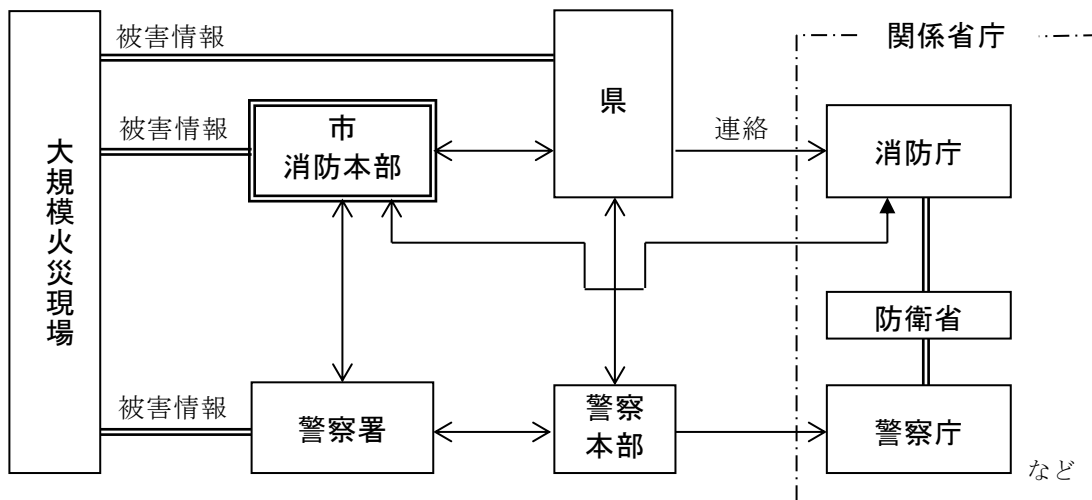 被害情報
関係省庁
県
被害情報
市
消防本部
連絡
消防庁
大規模火災現場
防衛省
被害情報
警察署
警察
本部
警察庁
など